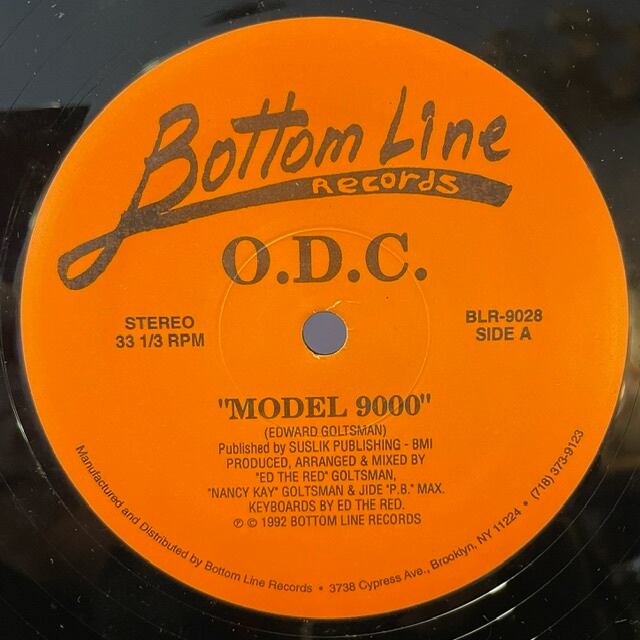 Bottom Line
Records
O.D.C.
STEREO
33 1/3 RPM
BLR-9028
SIDE A
"MODEL 9000"
(EDWARD GOLTSMAN)
Published by SUSLIK PUBLISHING - BMI
PRODUCED, ARRANGED & MIXED BY
"ED THE RED" GOLTSMAN,
"NANCY KAY" GOLTSMAN & JIDE "P.B." MAX.
KEYBOARDS BY ED THE RED.
℗ © 1992 BOTTOM LINE RECORDS
Manufactured and Distributed by Bottom Line Records • 3738 Cypress Ave., Brooklyn, NY 11224 • (718) 373-9123